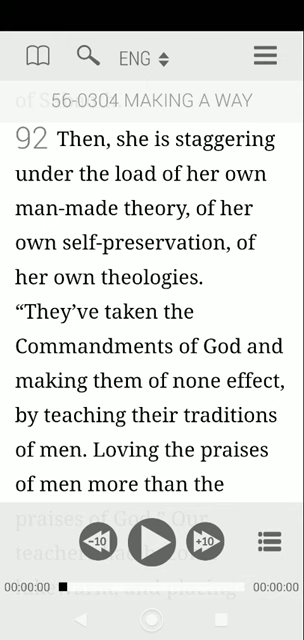 ENG
of S
56-0304 MAKING A WAY
92 Then, she is staggering
under the load of her own
man-made theory, of her
own self-preservation, of
her own theologies.
“They’ve taken the
Commandments of God and
making them of none effect,
by teaching their traditions
of men. Loving the praises
of men more than the
praises of God.” Our
-10
+10
00:00:00
00:00:00